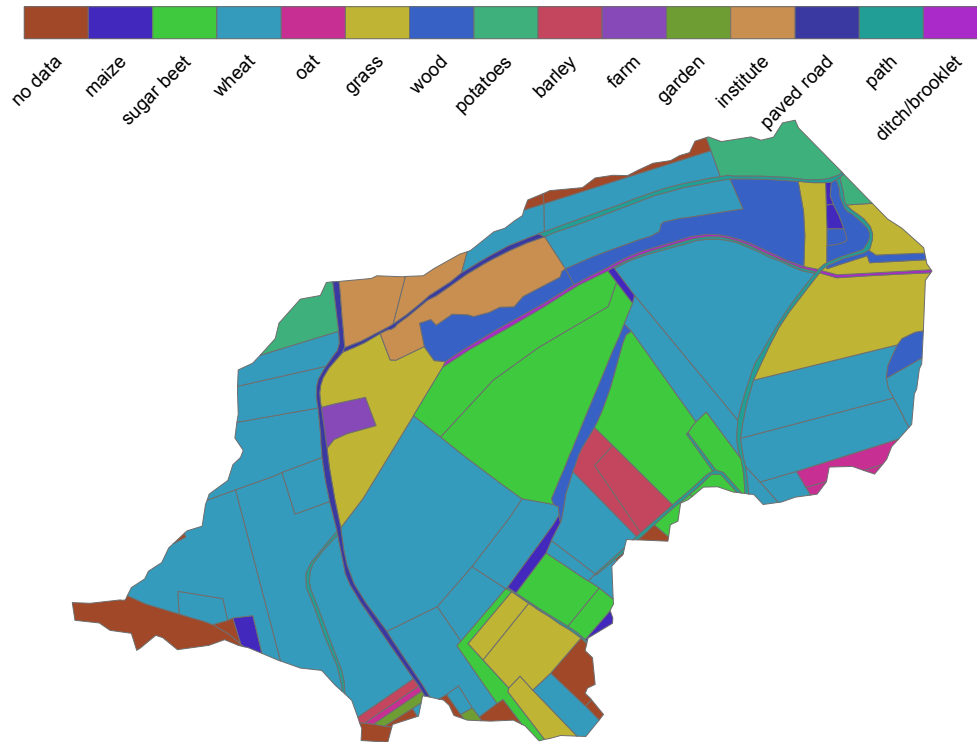 no data
maize
sugar beet
wheat
oat
grass
wood
potatoes
barley
farm
garden
institute
paved road
path
ditch/brooklet